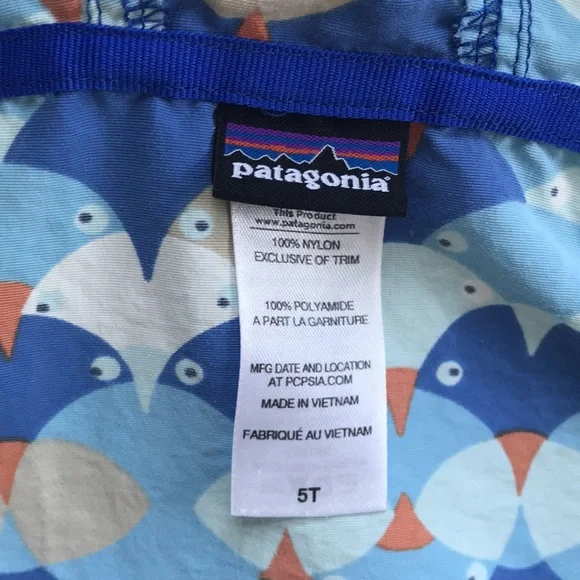 patagonia®
This Product
www.patagonia.com
100% NYLON
EXCLUSIVE OF TRIM
100% POLYAMIDE
A PART LA GARNITURE
MFG DATE AND LOCATION
AT PCPSIA.COM
MADE IN VIETNAM
FABRIQUÉ AU VIETNAM
5T